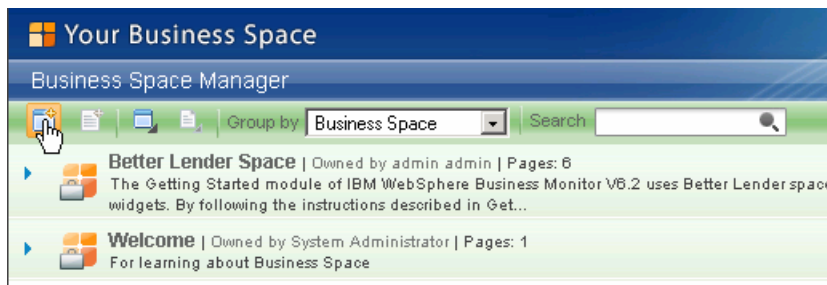 Your Business Space
Business Space Manager
Group by Business Space Search
Better Lender Space | Owned by admin admin | Pages: 6
The Getting Started module of IBM WebSphere Business Monitor V6.2 uses Better Lender space
widgets. By following the instructions described in Get...
Welcome | Owned by System Administrator | Pages: 1
For learning about Business Space